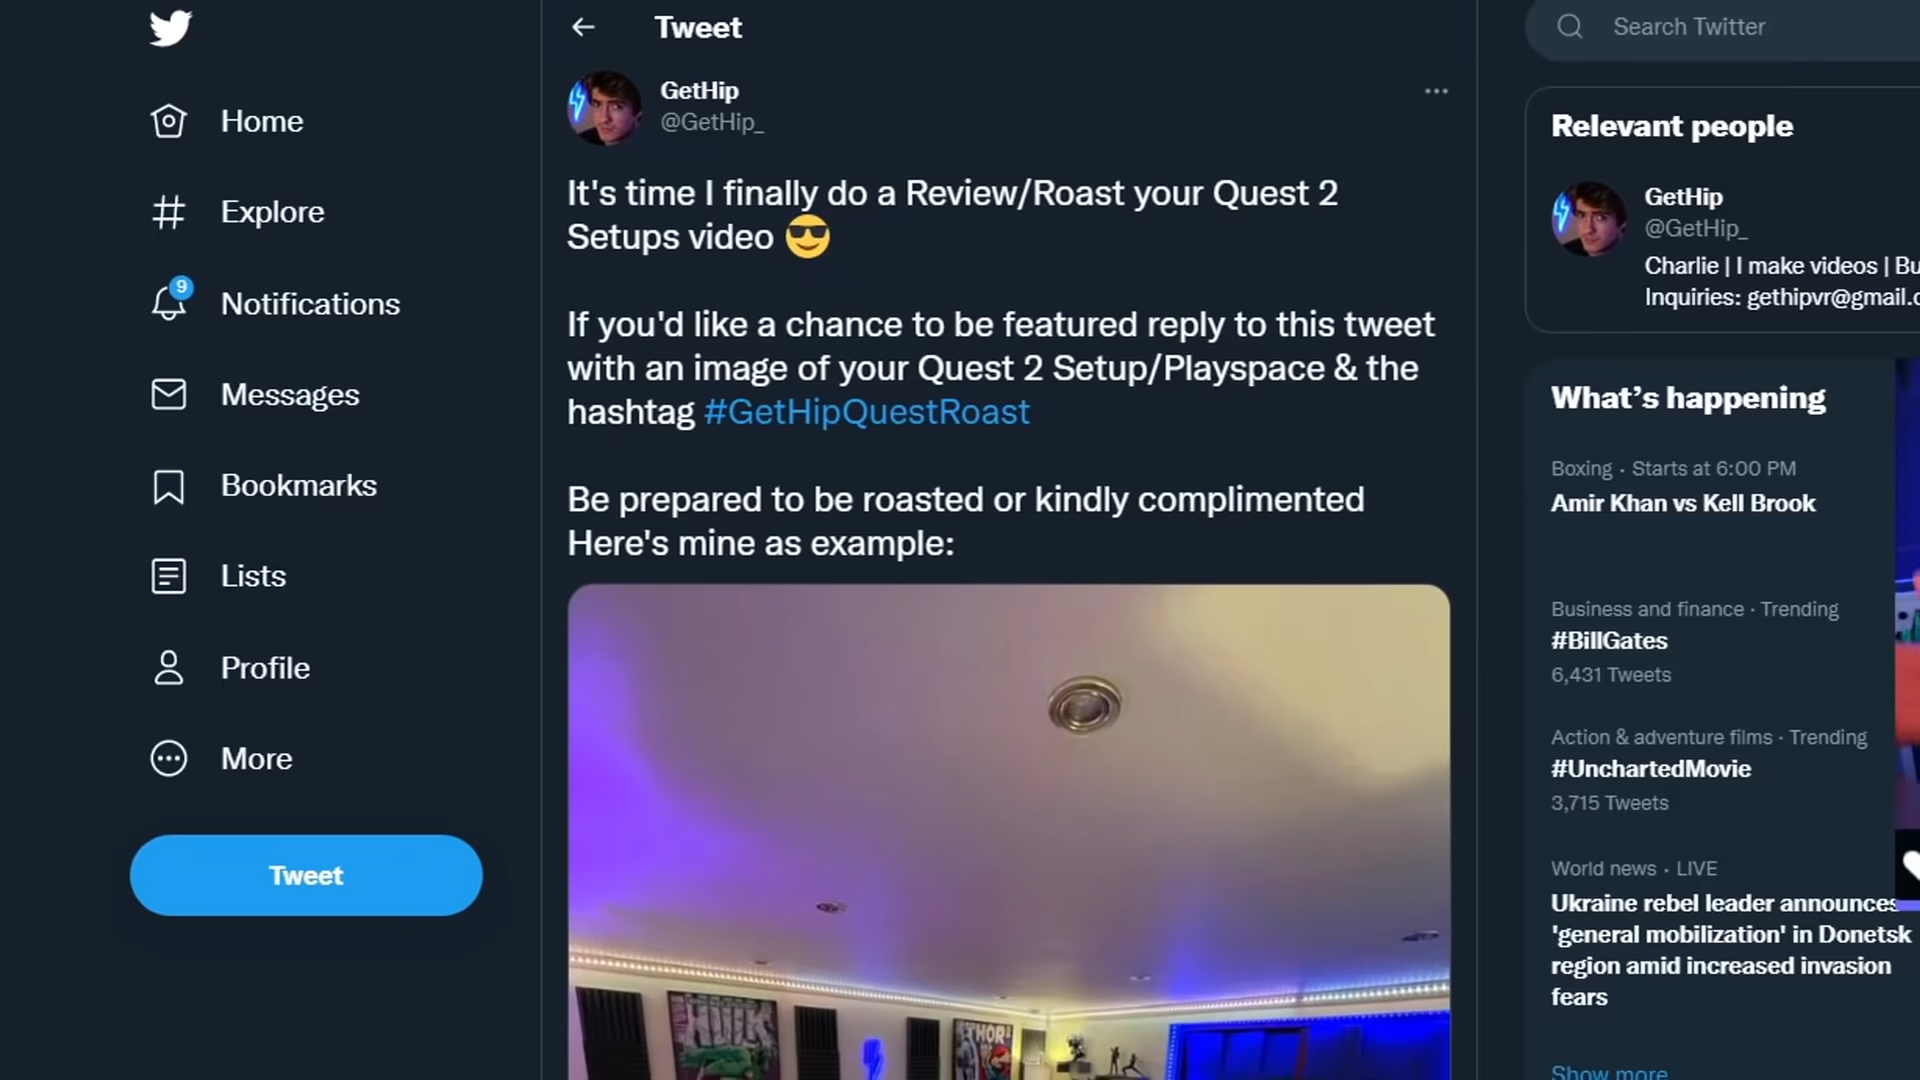 Home
Explore
9
Notifications
Messages
Bookmarks
Lists
Profile
More
Tweet
Tweet
GetHip
@GetHip_
It's time I finally do a Review/Roast your Quest 2
Setups video 😎
If you'd like a chance to be featured reply to this tweet
with an image of your Quest 2 Setup/Playspace & the
hashtag #GetHipQuestRoast
Be prepared to be roasted or kindly complimented
Here's mine as example:
HULK
THOR
Search Twitter
Relevant people
GetHip
@GetHip_
Charlie | I make videos | Bu
Inquiries: gethipvr@gmail.c
What's happening
Boxing · Starts at 6:00 PM
Amir Khan vs Kell Brook
Business and finance · Trending
#BillGates
6,431 Tweets
Action & adventure films · Trending
#UnchartedMovie
3,715 Tweets
World news · LIVE
Ukraine rebel leader announces
'general mobilization' in Donetsk
region amid increased invasion
fears
Show more